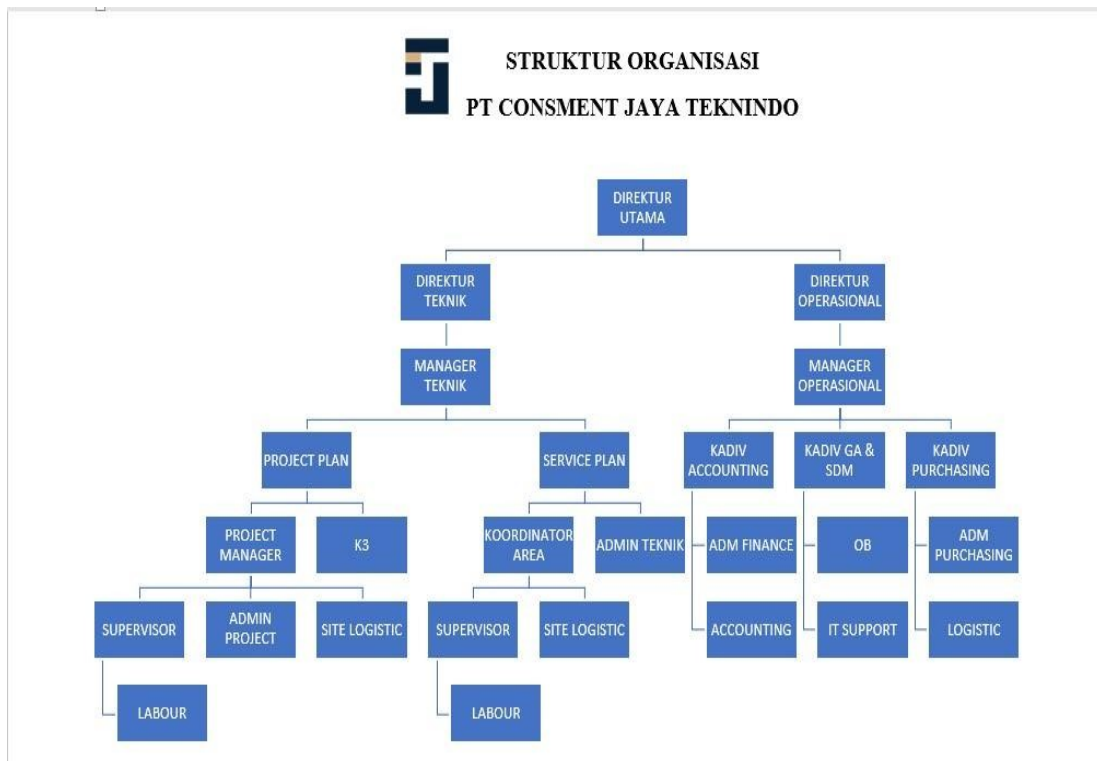 STRUKTUR ORGANISASI
PT CONSMENT JAYA TEKNINDO
DIREKTUR
UTAMA
DIREKTUR
TEKNIK
DIREKTUR
OPERASIONAL
MANAGER
TEKNIK
MANAGER
OPERASIONAL
PROJECT PLAN
SERVICE PLAN
KADIV
ACCOUNTING
KADIV GA &
SDM
KADIV
PURCHASING
PROJECT
MANAGER
K3
KOORDINATOR
AREA
ADMIN TEKNIK
ADM FINANCE
OB
ADM
PURCHASING
SUPERVISOR
ADMIN
PROJECT
SITE LOGISTIC
SUPERVISOR
SITE LOGISTIC
ACCOUNTING
IT SUPPORT
LOGISTIC
LABOUR
LABOUR